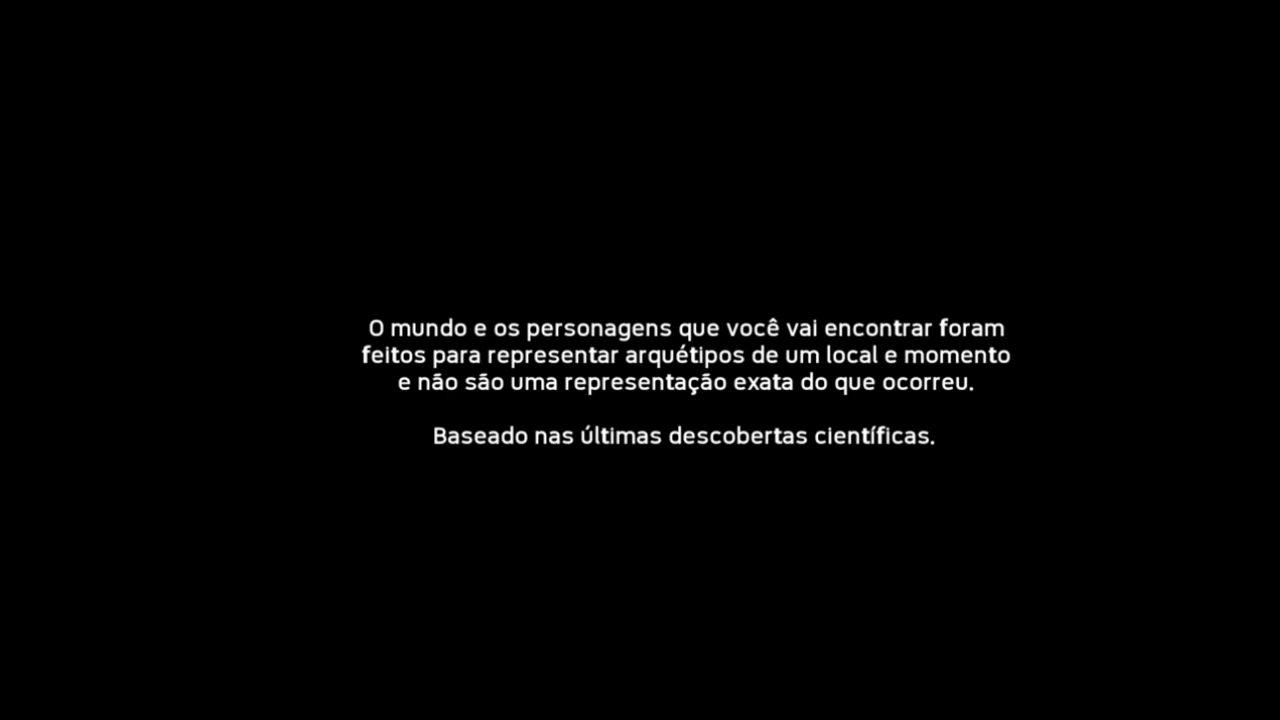 O mundo e os personagens que você vai encontrar foram
feitos para representar arquétipos de um local e momento
e não são uma representação exata do que ocorreu.
Baseado nas últimas descobertas científicas.